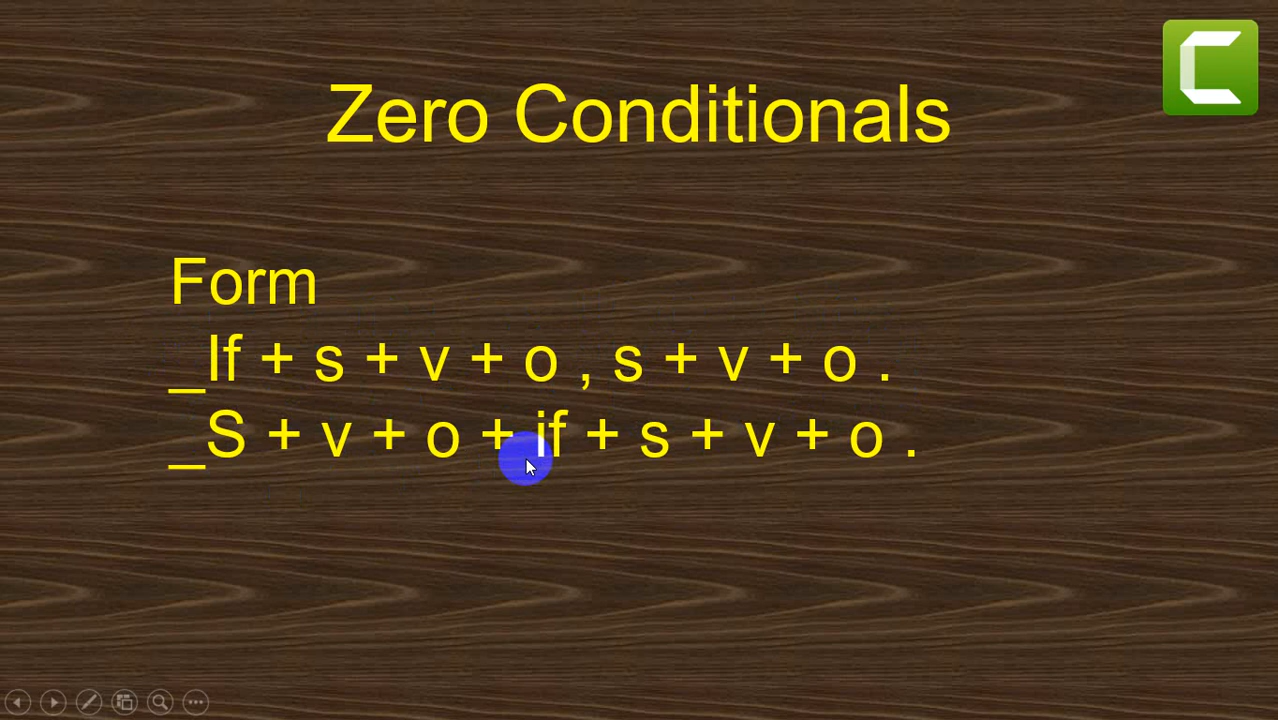 Zero Conditionals
Form
_If + s + v + o , s + v + o .
_S + v + o + if + s + v + o .